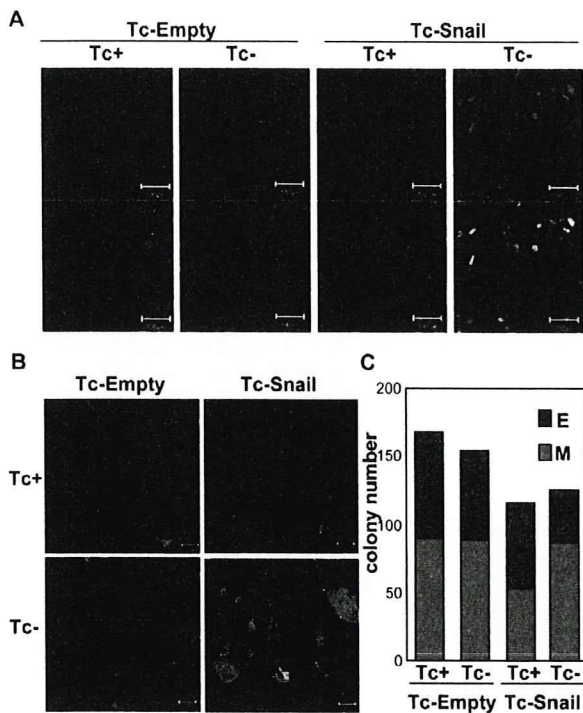 A
Tc-Empty Tc-Snail
Tc+ Tc- Tc+ Tc-
B
Tc-Empty Tc-Snail
Tc+
Tc-
C
200
150
100
50
0
colony number
E
M
Tc+ Tc- Tc+ Tc-
Tc-Empty Tc-Snail